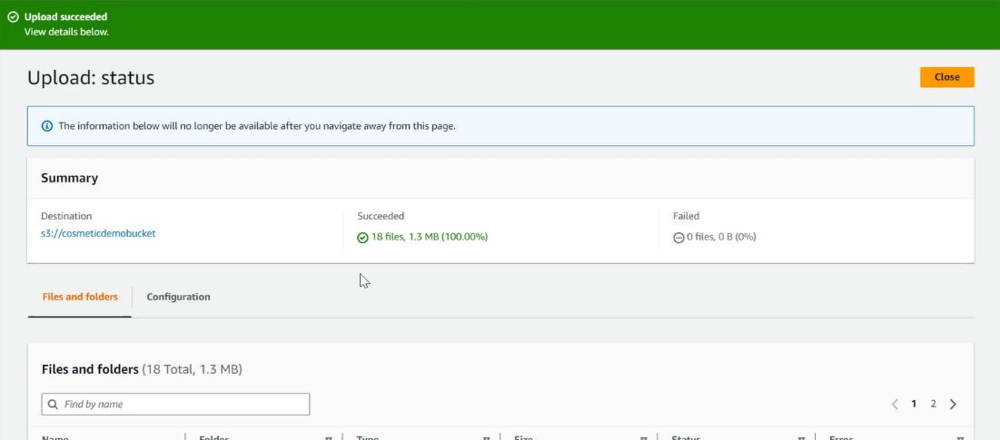 Upload succeeded
View details below.
Upload: status
Close
The information below will no longer be available after you navigate away from this page.
Summary
Destination
s3://cosmeticdemobucket
Succeeded
18 files, 1.3 MB (100.00%)
Failed
0 files, 0 B (0%)
Files and folders
Configuration
Files and folders (18 Total, 1.3 MB)
Find by name
1 2
Name Folder Type Size Status Error